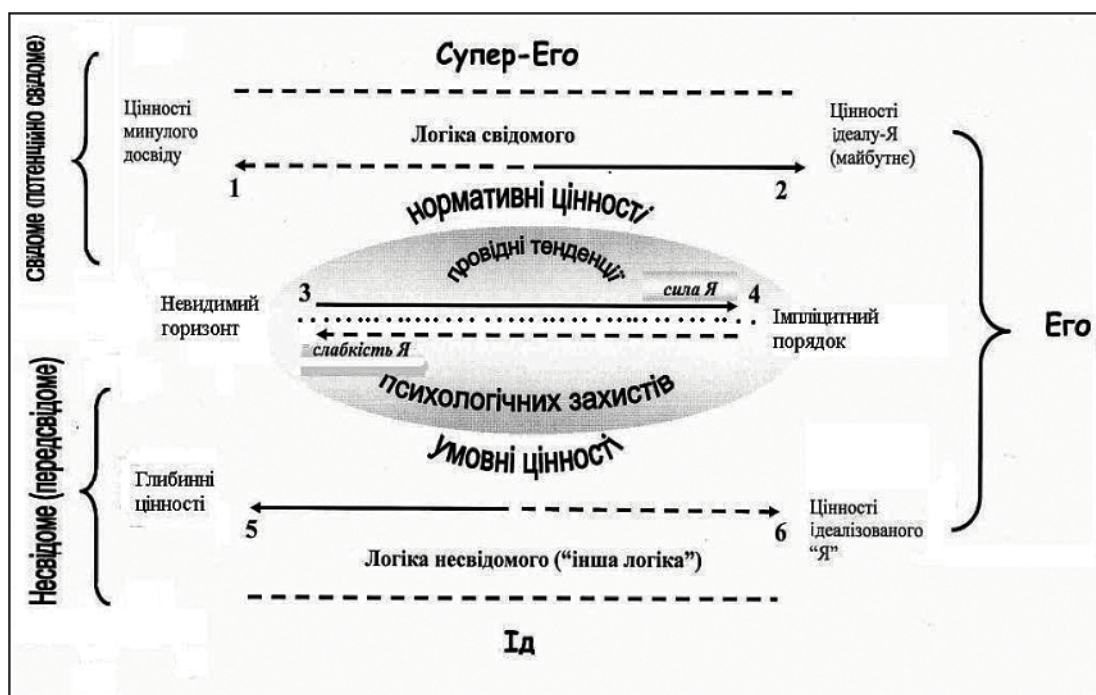 Супер-Его
Свідоме (потенційно свідоме)
Цінності
минулого
досвіду
Логіка свідомого
Цінності
ідеалу-Я
(майбутнє)
1
2
нормативні цінності
провідні тенденції
3
сила Я
4
Невидимий
горизонт
Імпліцитний
порядок
Его
слабкість Я
психологічних захистів
Умовні цінності
Несвідоме (передсвідоме)
Глибинні
цінності
5
6
Цінності
ідеалізованого
“Я”
Логіка несвідомого (“інша логіка”)
Ід